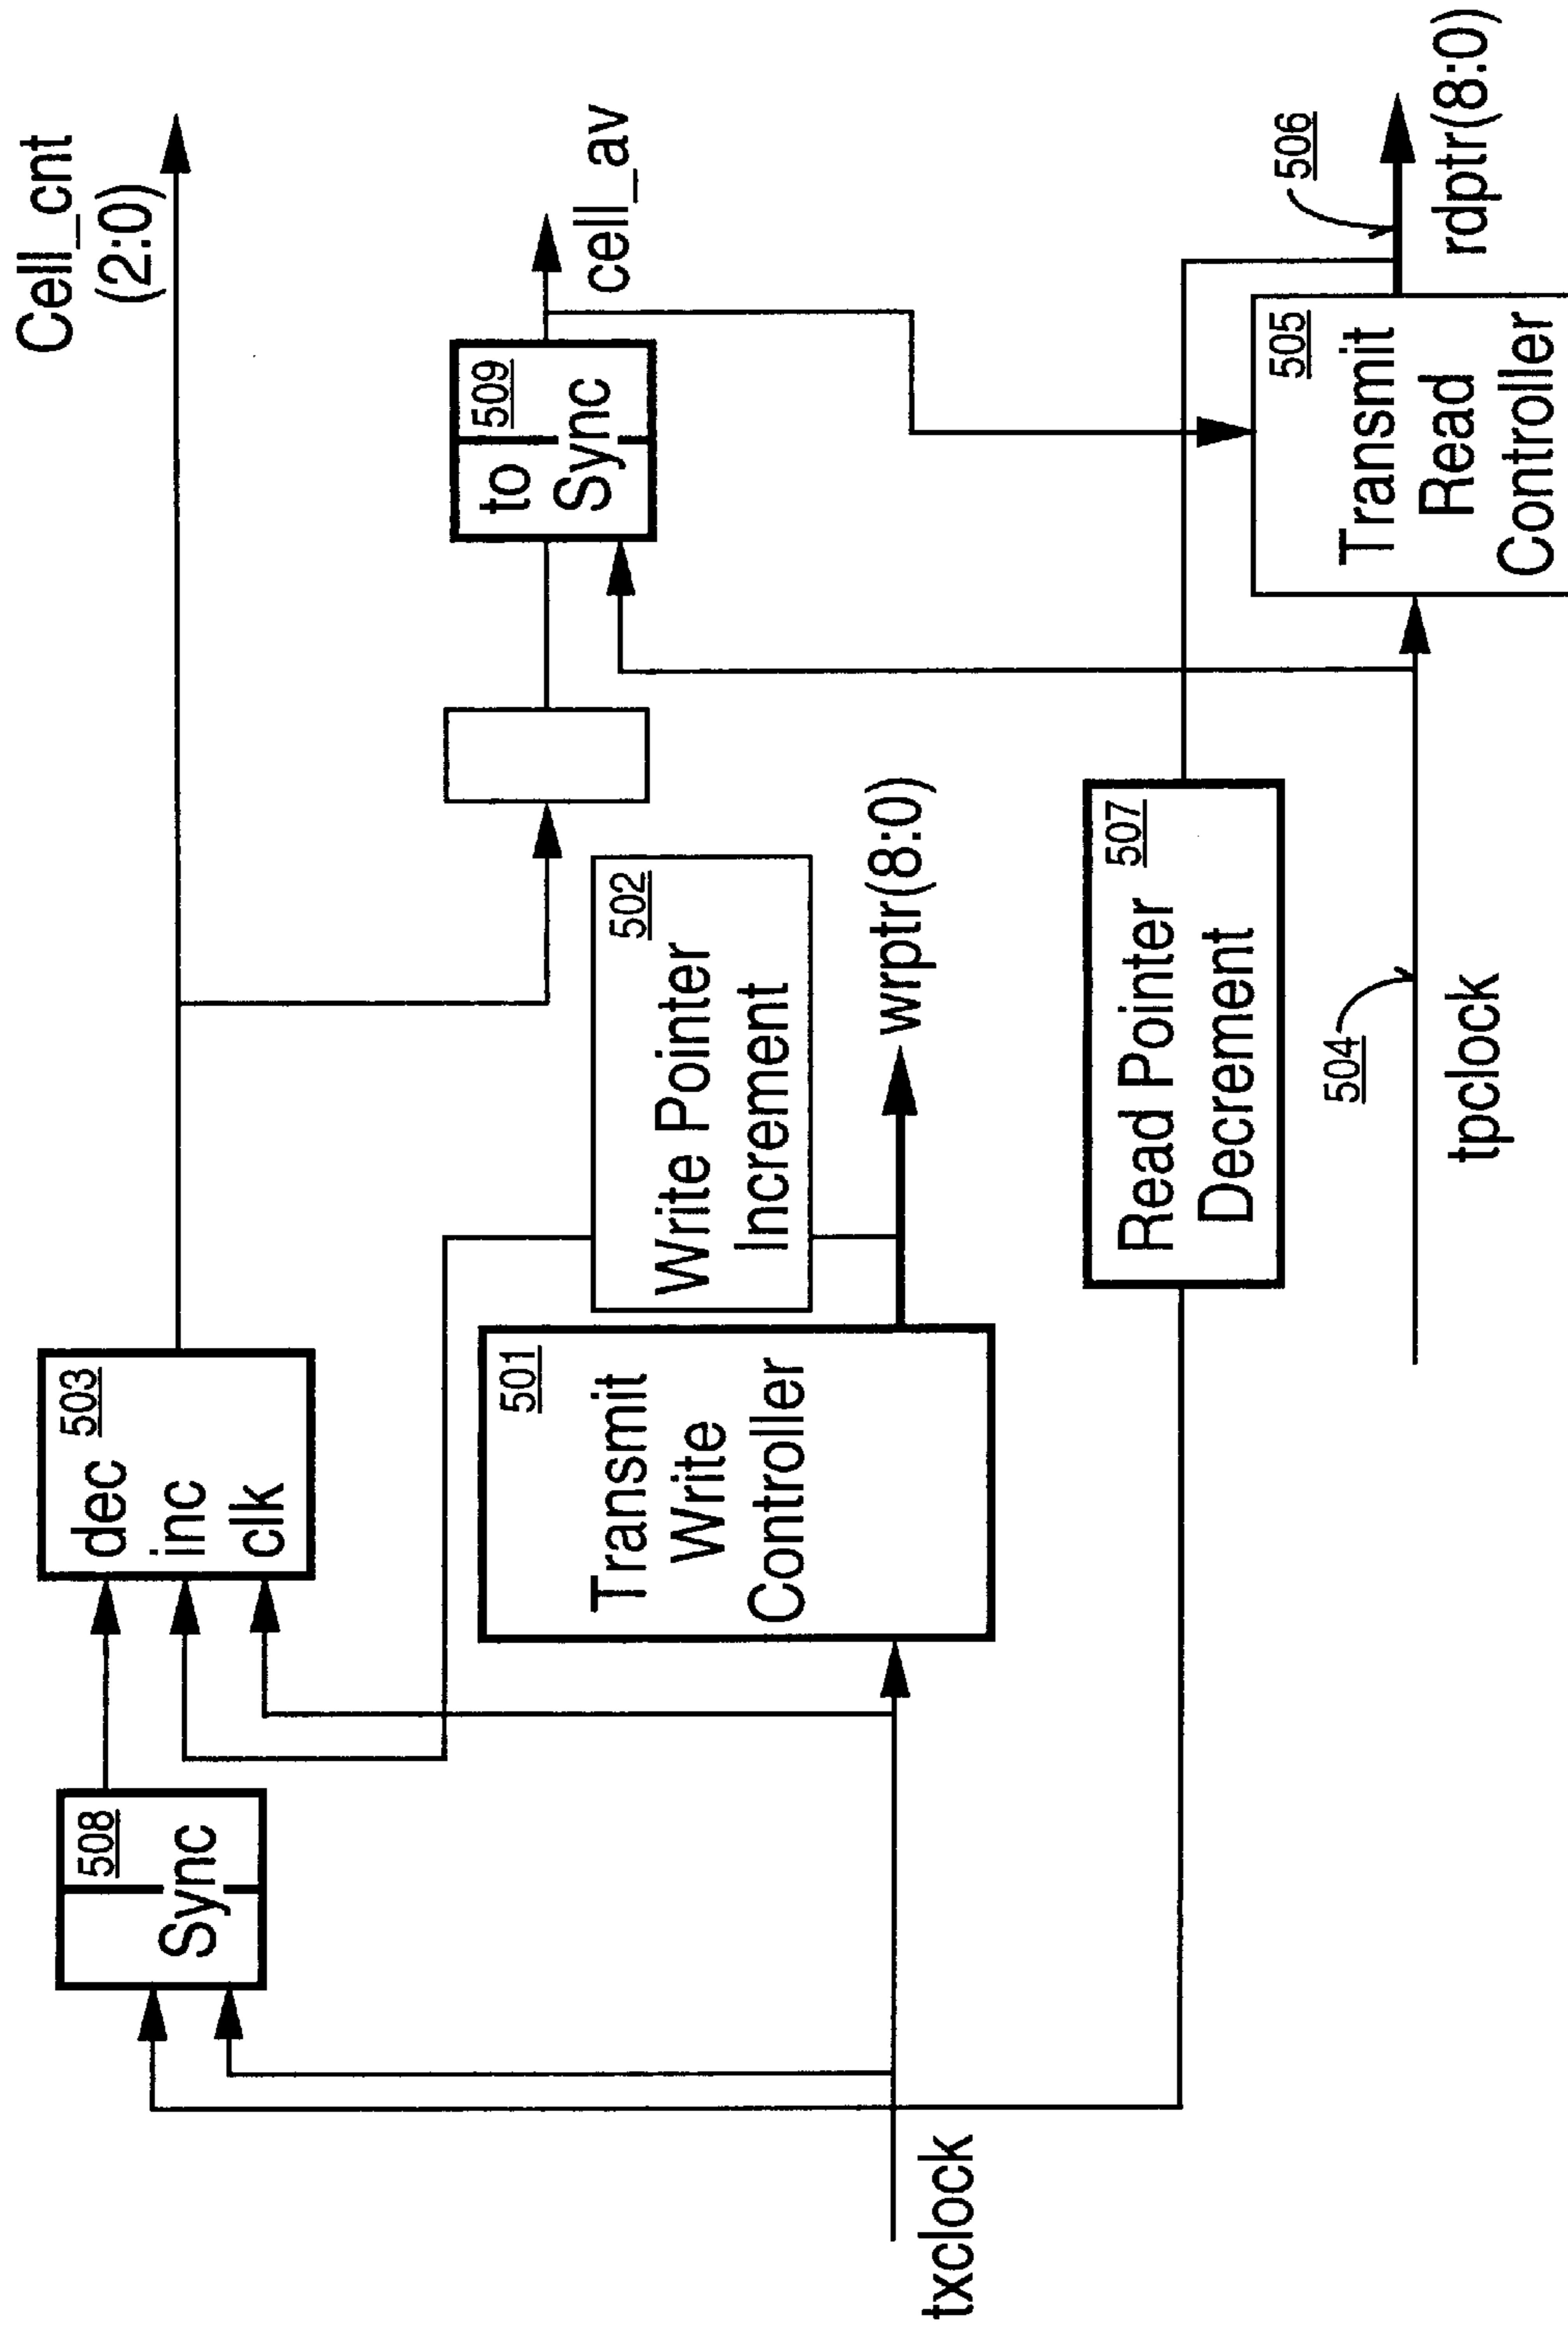 Cell_cnt
(2:0)
508
Sync
503
dec
inc
clk
509
to
Sync
cell_av
501
Transmit
Write
Controller
502
Write Pointer
Increment
wrptr(8:0)
txclock
507
Read Pointer
Decrement
504
tpclock
505
Transmit
Read
Controller
506
rdptr(8:0)